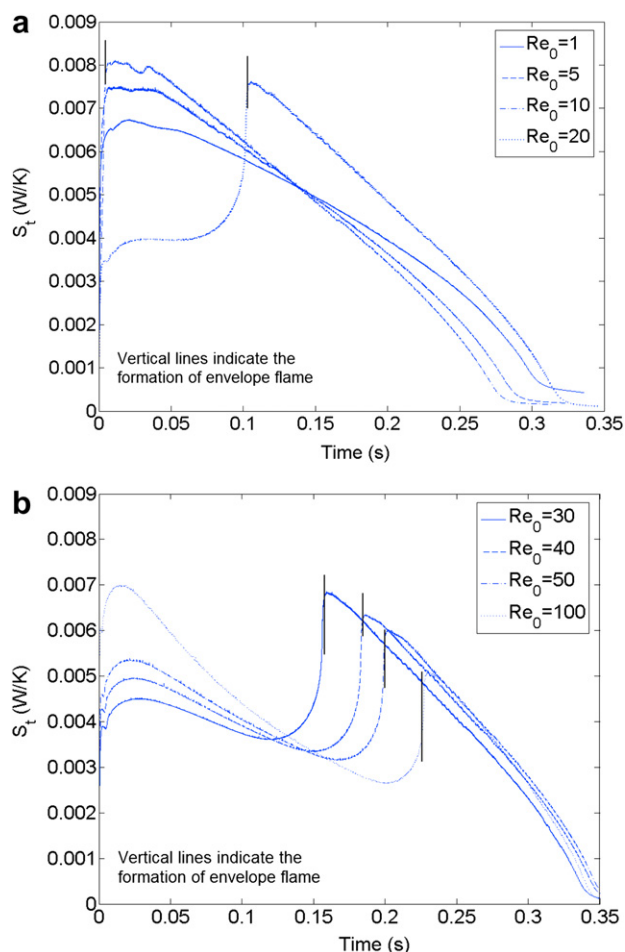 a
0.009
0.008
0.007
0.006
0.005
0.004
0.003
0.002
0.001
0
S_t (W/K)
Re_0=1
Re_0=5
Re_0=10
Re_0=20
Vertical lines indicate the
formation of envelope flame
0 0.05 0.1 0.15 0.2 0.25 0.3 0.35
Time (s)
b
0.009
0.008
0.007
0.006
0.005
0.004
0.003
0.002
0.001
0
S_t (W/K)
Re_0=30
Re_0=40
Re_0=50
Re_0=100
Vertical lines indicate the
formation of envelope flame
0 0.05 0.1 0.15 0.2 0.25 0.3 0.35
Time (s)